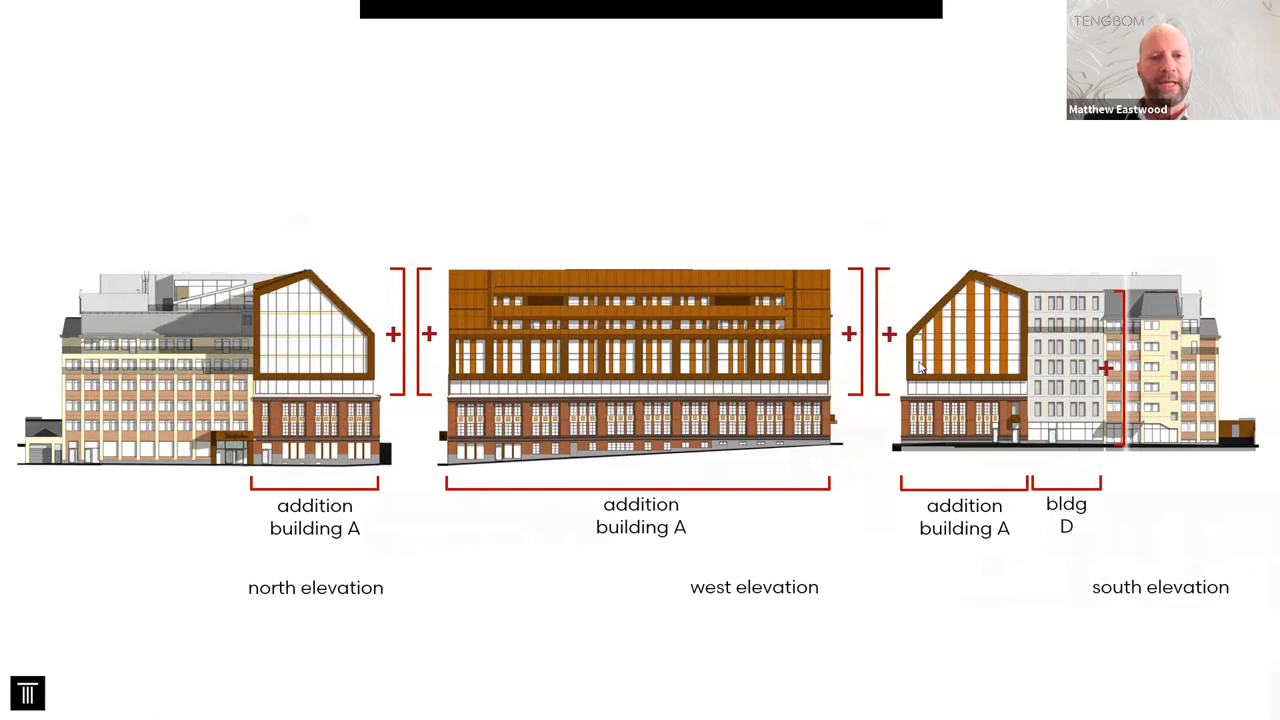 TENGBOM
Matthew Eastwood
addition
building A
addition
building A
addition
building A
bldg
D
north elevation
west elevation
south elevation